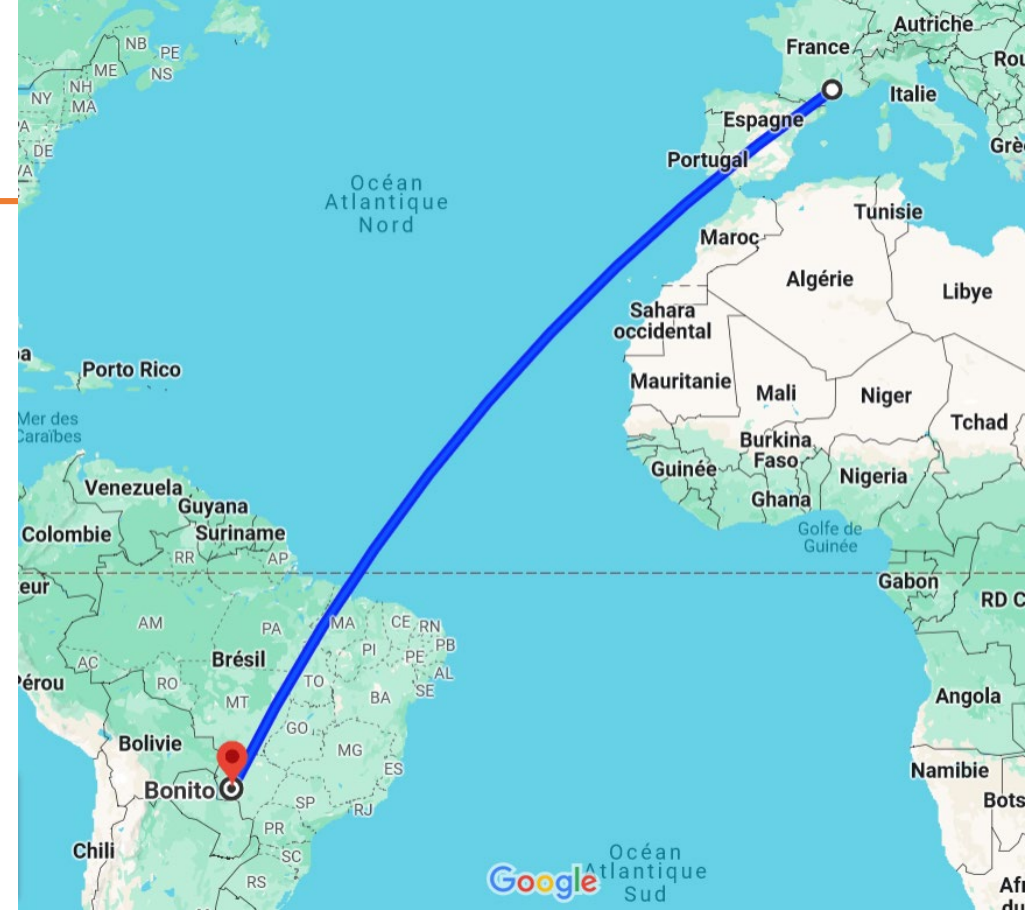 Autriche
France
Rou
NB
PE
ME
NS
NH
NY
MA
Italie
Espagne
PA
DE
Grè
VA
Portugal
Océan
Atlantique
Nord
Tunisie
Maroc
Algérie
Libye
Sahara
occidental
Porto Rico
Mauritanie
Mali
Niger
Mer des
Caraïbes
Tchad
Burkina
Faso
Guinée
Nigeria
Venezuela
Ghana
Guyana
Colombie
Suriname
Golfe de
Guinée
RR
AP
eur
Gabon
RD C
AM
PA
MA
CE
RN
PI
PB
PE
Brésil
AC
AL
Pérou
RO
TO
SE
MT
BA
Angola
GO
Bolivie
MG
ES
Namibie
Bonito
SP
RJ
Bots
PR
Chili
SC
Océan
Atlantique
Sud
RS
Google
Afr
du